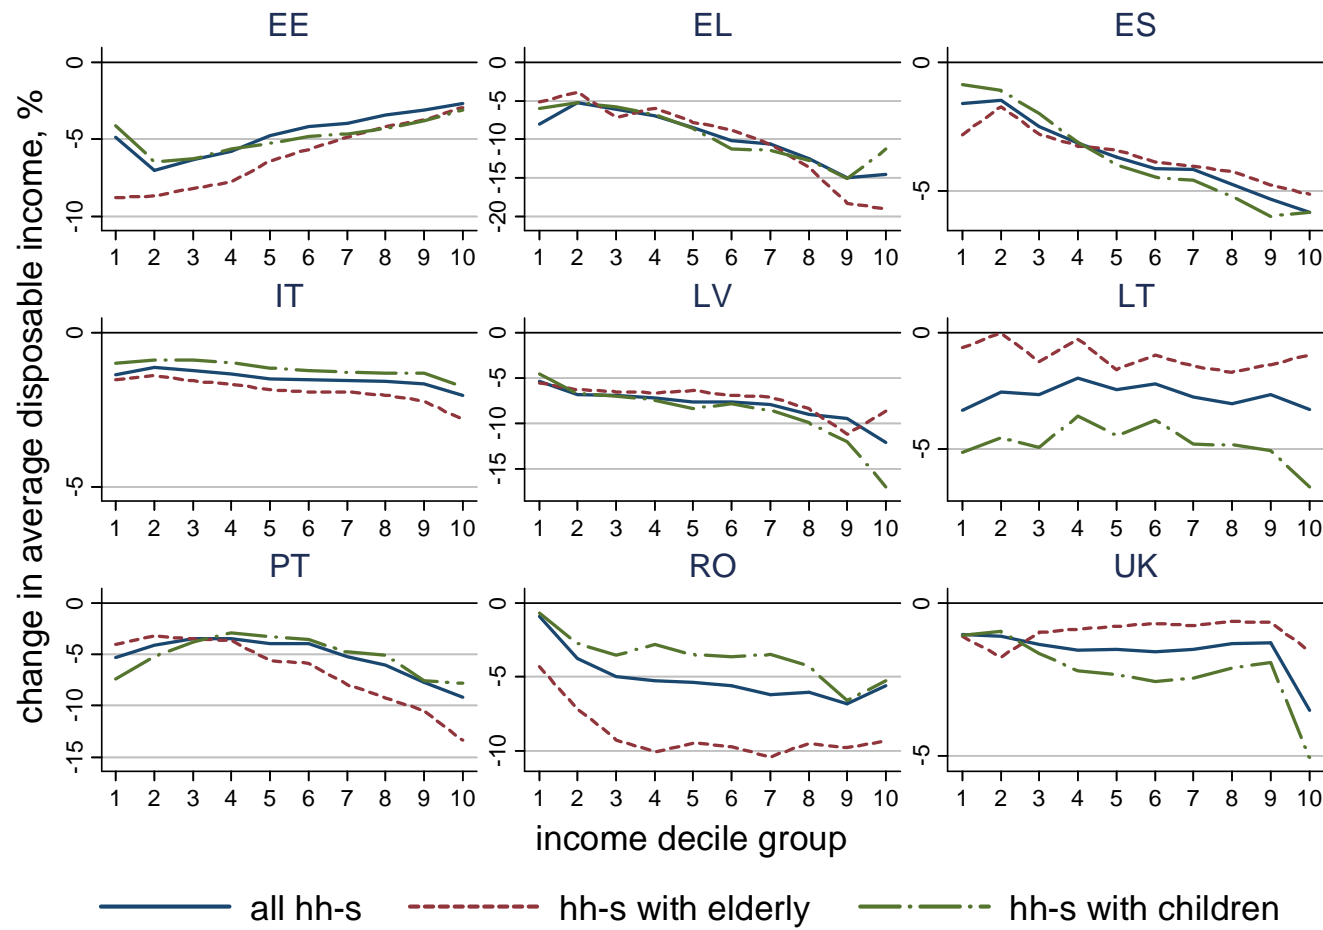 change in average disposable income, %
EE
0
-5
-10
1 2 3 4 5 6 7 8 9 10
EL
0
-5
-10
-15
-20
1 2 3 4 5 6 7 8 9 10
ES
0
-5
1 2 3 4 5 6 7 8 9 10
IT
0
-5
1 2 3 4 5 6 7 8 9 10
LV
0
-5
-10
-15
1 2 3 4 5 6 7 8 9 10
LT
0
-5
1 2 3 4 5 6 7 8 9 10
PT
0
-5
-10
-15
1 2 3 4 5 6 7 8 9 10
RO
0
-5
-10
1 2 3 4 5 6 7 8 9 10
UK
0
-5
1 2 3 4 5 6 7 8 9 10
income decile group
all hh-s hh-s with elderly hh-s with children